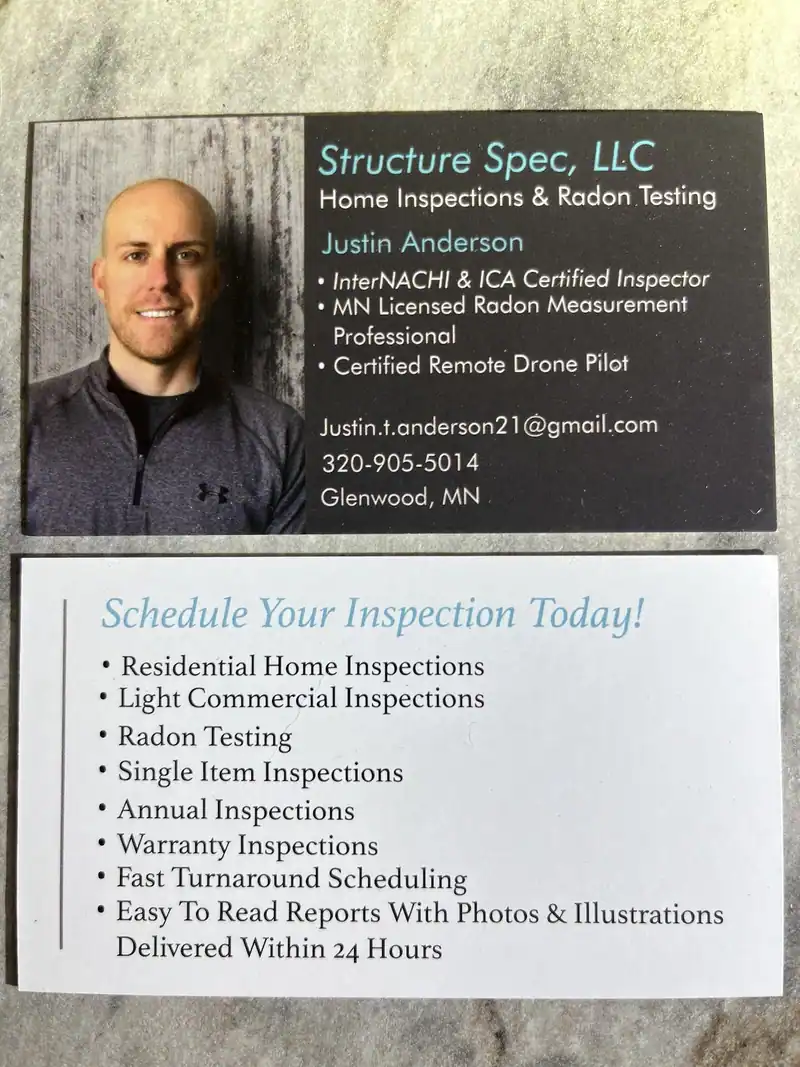 Structure Spec, LLC
Home Inspections & Radon Testing
Justin Anderson
• InterNACHI & ICA Certified Inspector
• MN Licensed Radon Measurement
Professional
• Certified Remote Drone Pilot
Justin.t.anderson21@gmail.com
320-905-5014
Glenwood, MN
Schedule Your Inspection Today!
• Residential Home Inspections
• Light Commercial Inspections
• Radon Testing
• Single Item Inspections
• Annual Inspections
• Warranty Inspections
• Fast Turnaround Scheduling
• Easy To Read Reports With Photos & Illustrations
Delivered Within 24 Hours